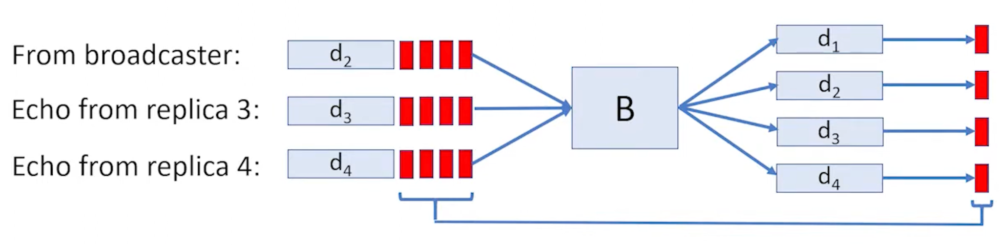 From broadcaster:
d₂
Echo from replica 3:
d₃
Echo from replica 4:
d₄
B
d₁
d₂
d₃
d₄